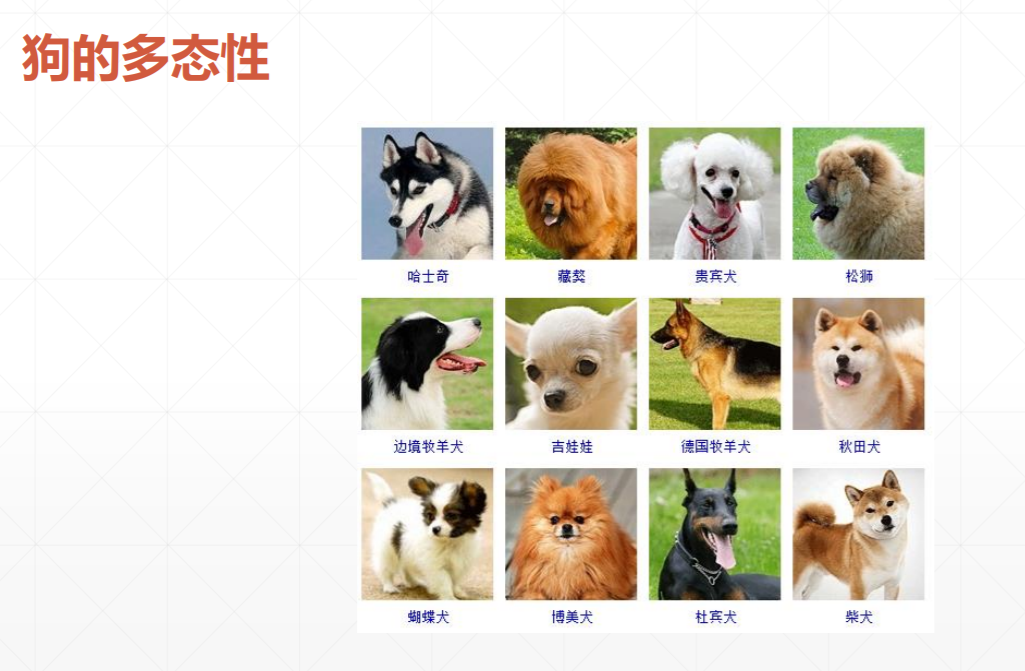 狗的多态性
哈士奇 藏獒 贵宾犬 松狮
边境牧羊犬 吉娃娃 德国牧羊犬 秋田犬
蝴蝶犬 博美犬 杜宾犬 柴犬